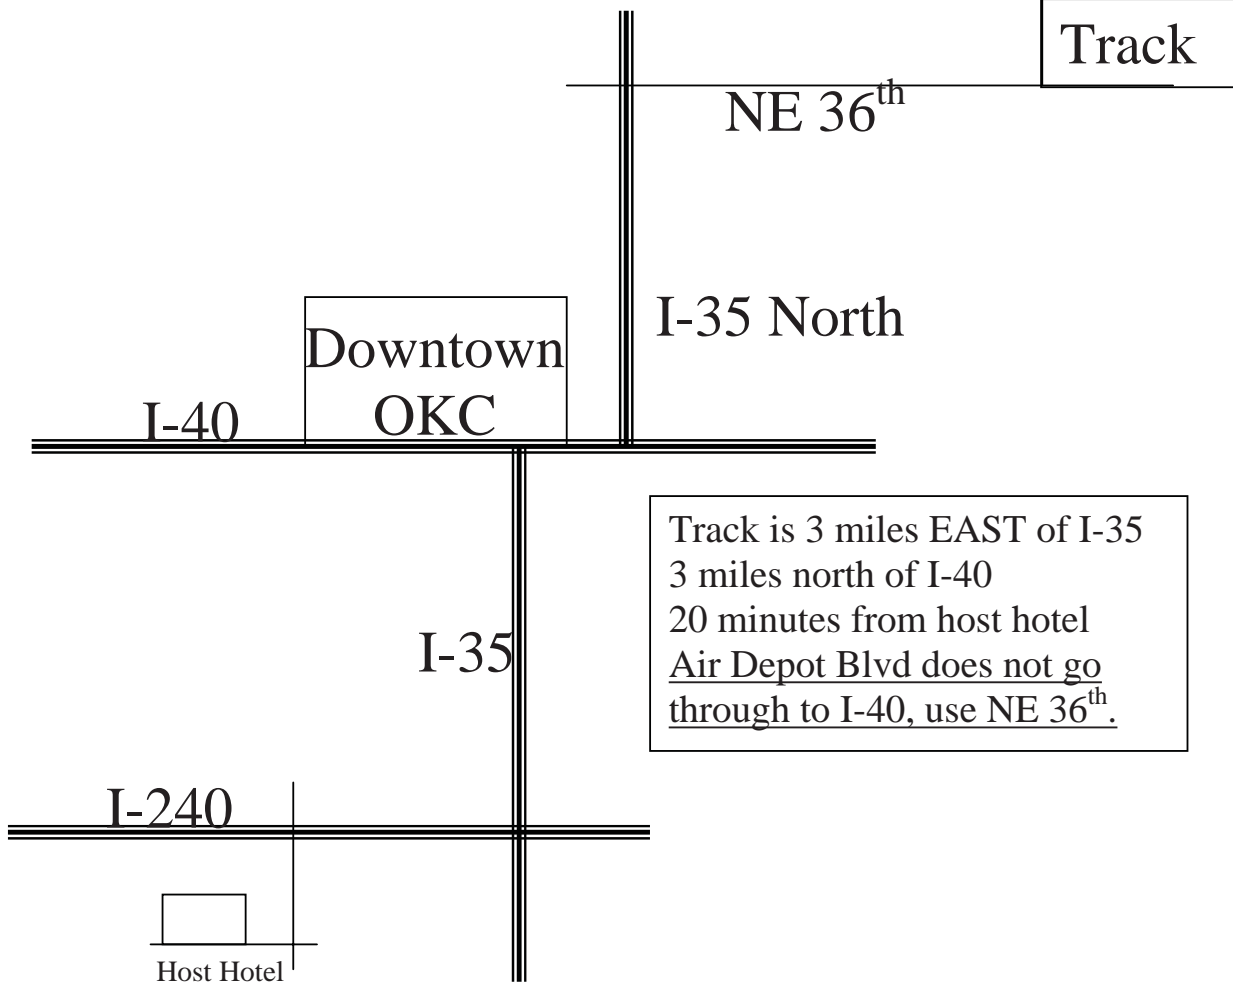 Track
NE 36th
I-35 North
Downtown
OKC
I-40
Track is 3 miles EAST of I-35
3 miles north of I-40
20 minutes from host hotel
Air Depot Blvd does not go
through to I-40, use NE 36th.
I-35
I-240
Host Hotel